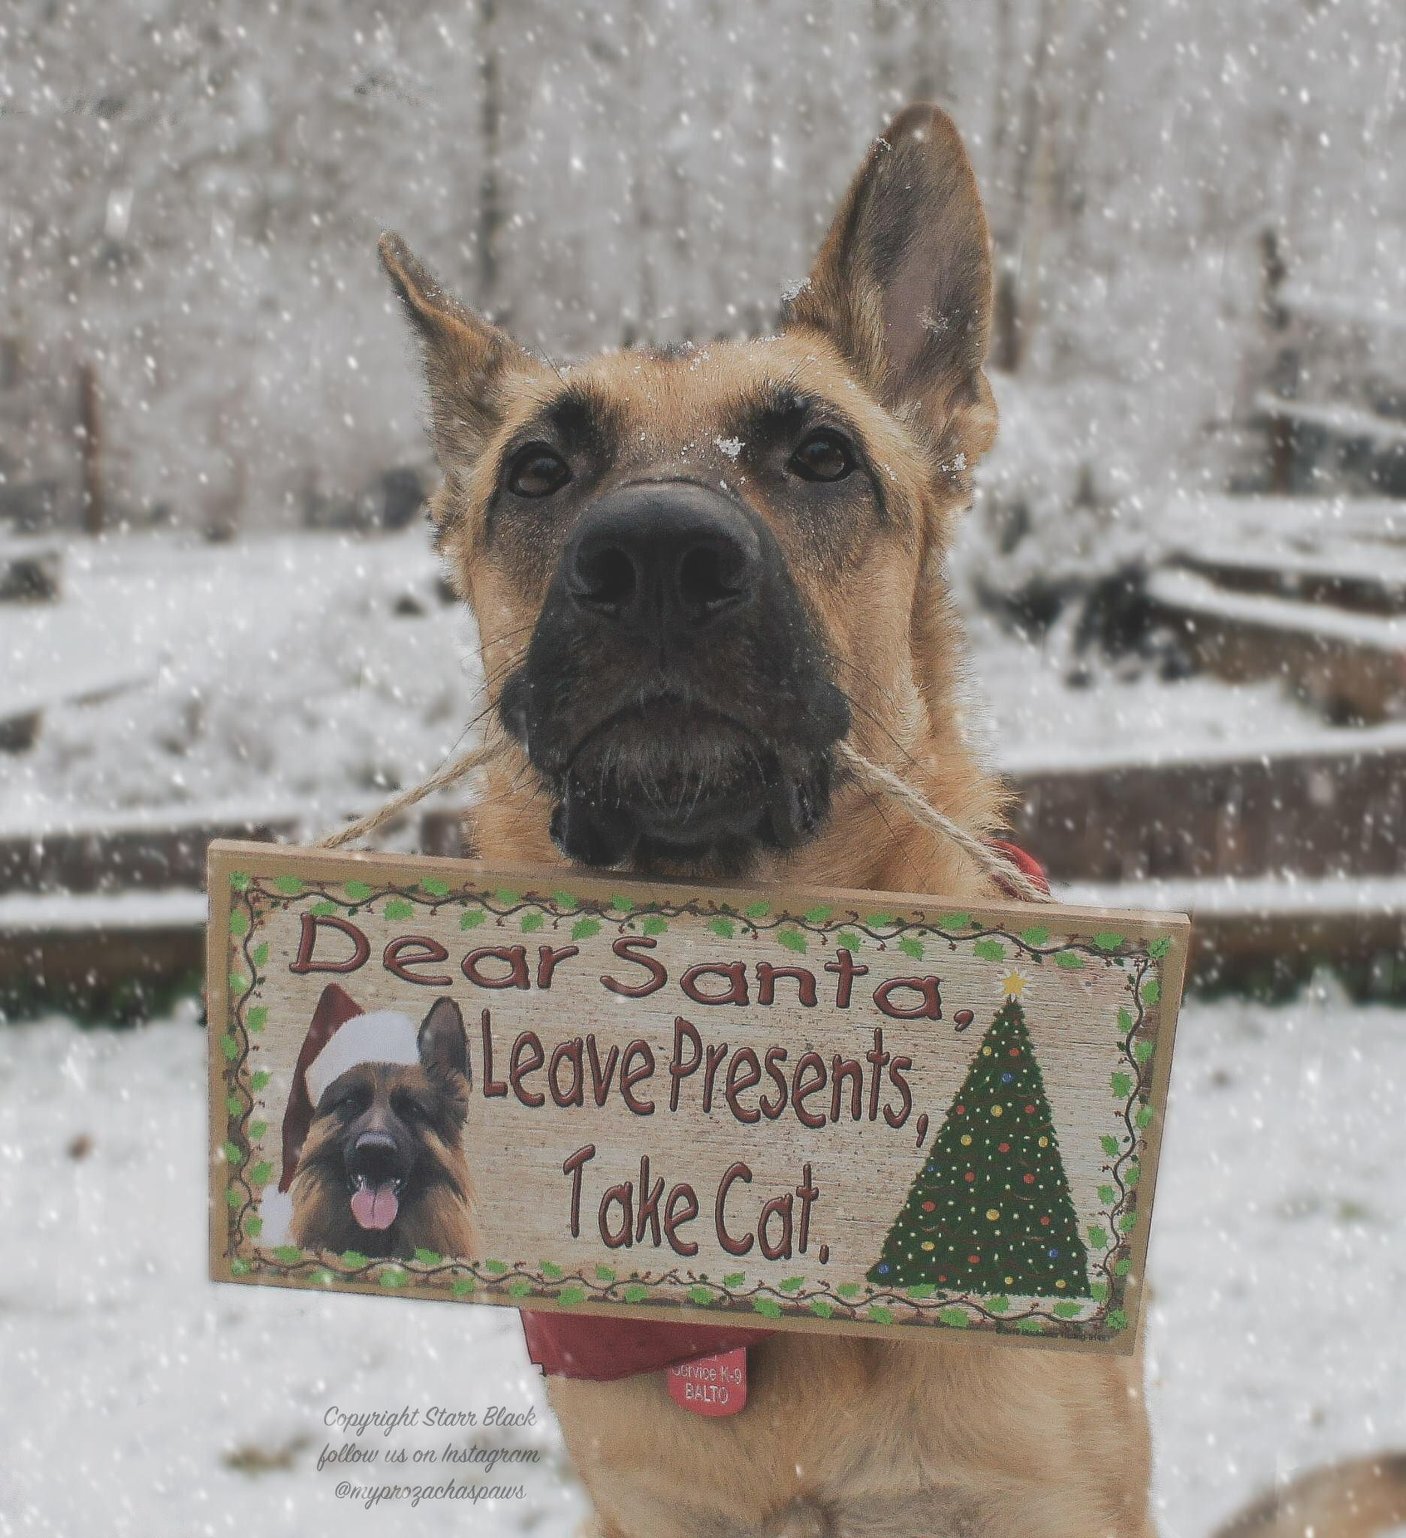 Dear Santa,
Leave Presents,
Take Cat.
Service K-9
BALTO
Copyright Starr Black
follow us on Instagram
@myprozachaspaws